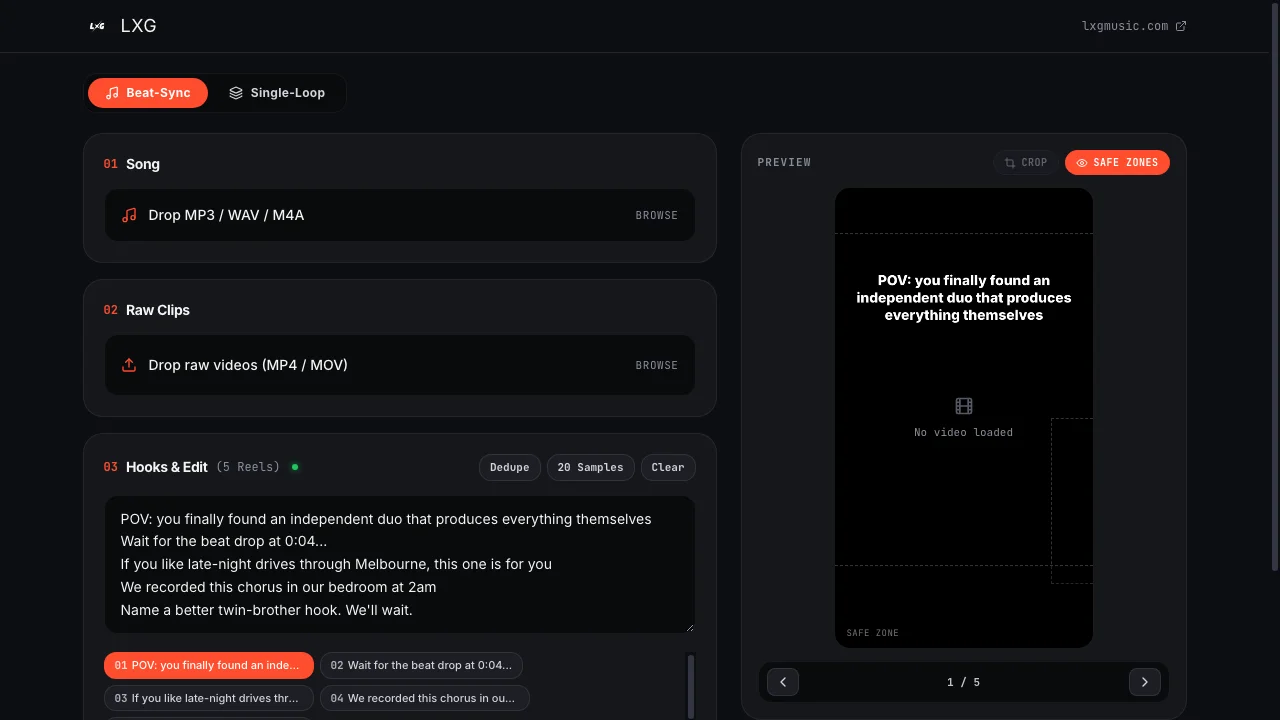 LXG LXG
lxgmusic.com
Beat-Sync
Single-Loop
01 Song
Drop MP3 / WAV / M4A
BROWSE
02 Raw Clips
Drop raw videos (MP4 / MOV)
BROWSE
03 Hooks & Edit (5 Reels)
Dedupe
20 Samples
Clear
POV: you finally found an independent duo that produces everything themselves
Wait for the beat drop at 0:04...
If you like late-night drives through Melbourne, this one is for you
We recorded this chorus in our bedroom at 2am
Name a better twin-brother hook. We'll wait.
01 POV: you finally found an inde...
02 Wait for the beat drop at 0:04...
03 If you like late-night drives thr...
04 We recorded this chorus in ou...
PREVIEW
CROP
SAFE ZONES
POV: you finally found an
independent duo that produces
everything themselves
No video loaded
SAFE ZONE
1 / 5